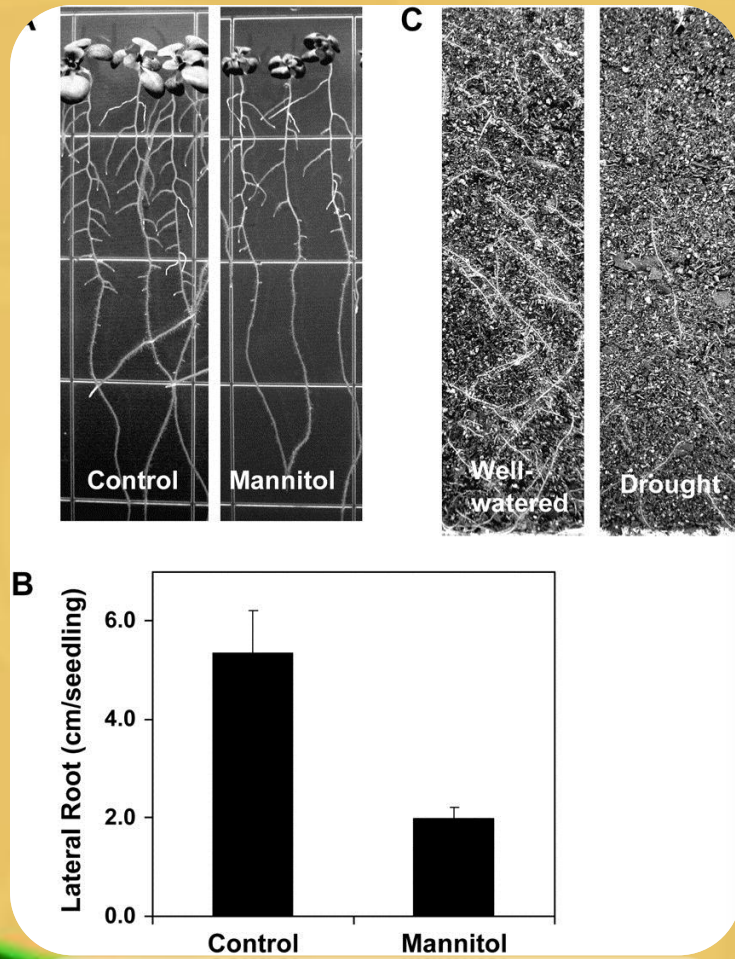 A
C
Control
Mannitol
Well-
watered
Drought
B
Lateral Root (cm/seedling)
6.0
4.0
2.0
0.0
Control
Mannitol